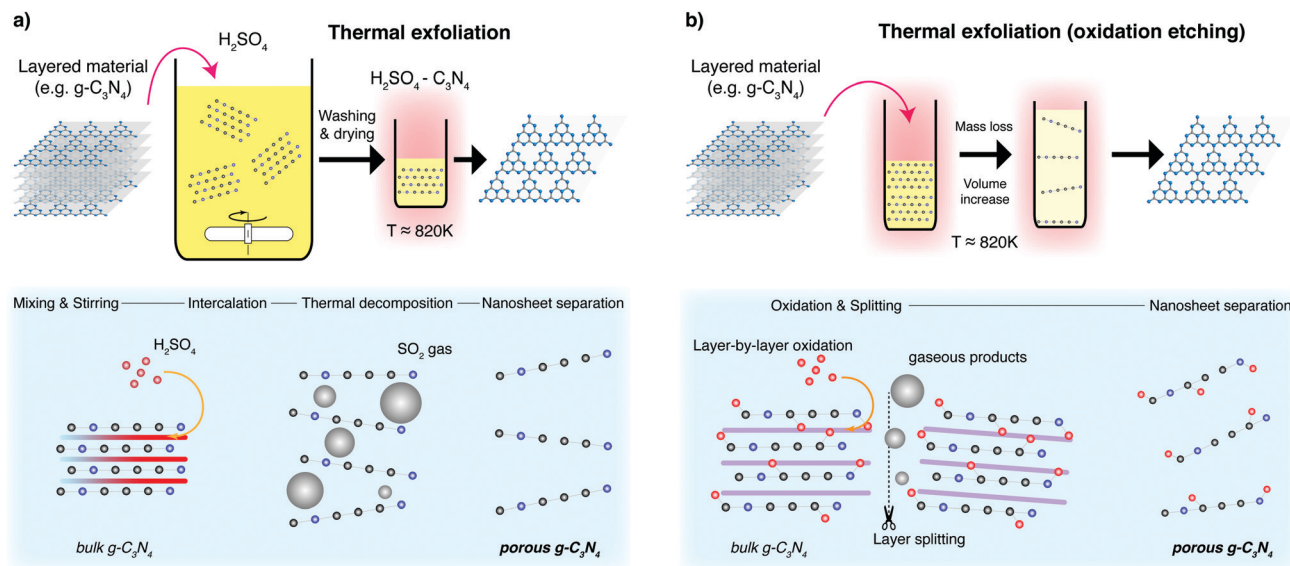 a)
H₂SO₄
Thermal exfoliation
Layered material
(e.g. g-C₃N₄)
H₂SO₄ - C₃N₄
Washing
& drying
T ≈ 820K
Mixing & Stirring
Intercalation
Thermal decomposition
Nanosheet separation
H₂SO₄
SO₂ gas
bulk g-C₃N₄
porous g-C₃N₄
b)
Thermal exfoliation (oxidation etching)
Layered material
(e.g. g-C₃N₄)
Mass loss
Volume
increase
T ≈ 820K
Oxidation & Splitting
Nanosheet separation
Layer-by-layer oxidation
gaseous products
Layer splitting
bulk g-C₃N₄
porous g-C₃N₄